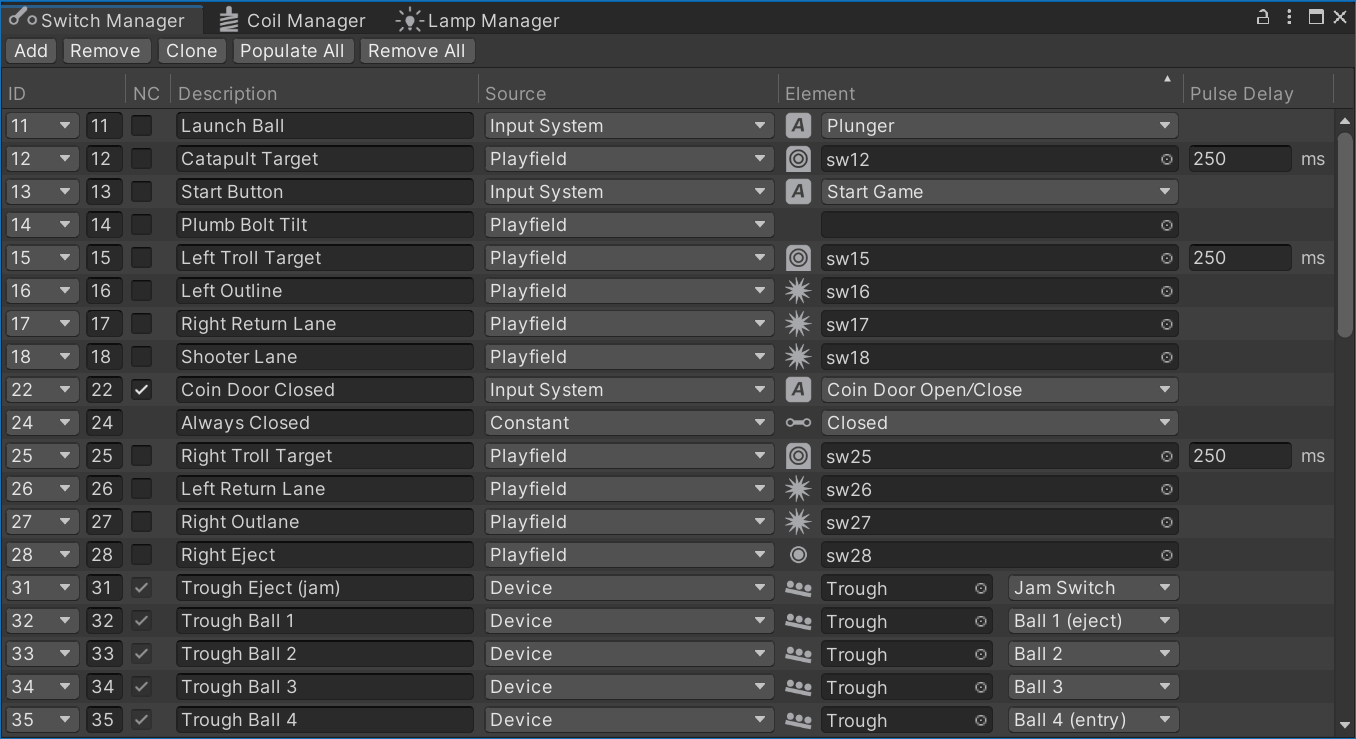 Switch Manager Coil Manager Lamp Manager
Add Remove Clone Populate All Remove All
ID NC Description Source Element Pulse Delay
11 11 Launch Ball Input System A Plunger
12 12 Catapult Target Playfield sw12 250 ms
13 13 Start Button Input System A Start Game
14 14 Plumb Bolt Tilt Playfield
15 15 Left Troll Target Playfield sw15 250 ms
16 16 Left Outline Playfield sw16
17 17 Right Return Lane Playfield sw17
18 18 Shooter Lane Playfield sw18
22 22 Coin Door Closed Input System A Coin Door Open/Close
24 24 Always Closed Constant Closed
25 25 Right Troll Target Playfield sw25 250 ms
26 26 Left Return Lane Playfield sw26
27 27 Right Outlane Playfield sw27
28 28 Right Eject Playfield sw28
31 31 Trough Eject (jam) Device Trough Jam Switch
32 32 Trough Ball 1 Device Trough Ball 1 (eject)
33 33 Trough Ball 2 Device Trough Ball 2
34 34 Trough Ball 3 Device Trough Ball 3
35 35 Trough Ball 4 Device Trough Ball 4 (entry)